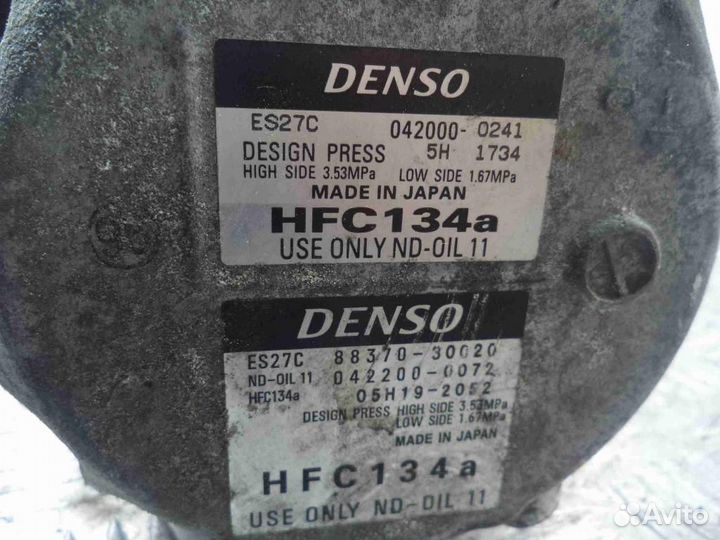 DENSO
ES27C 042000-0241
DESIGN PRESS 5H 1734
HIGH SIDE 3.53MPa LOW SIDE 1.67MPa
MADE IN JAPAN
HFC134a
USE ONLY ND-OIL 11
DENSO
ES27C 88370-30020
ND-OIL 11 042200-0072
HFC134a 05H19-2052
DESIGN PRESS HIGH SIDE 3.53MPa
LOW SIDE 1.67MPa
MADE IN JAPAN
HFC134a
USE ONLY ND-OIL 11
Avito